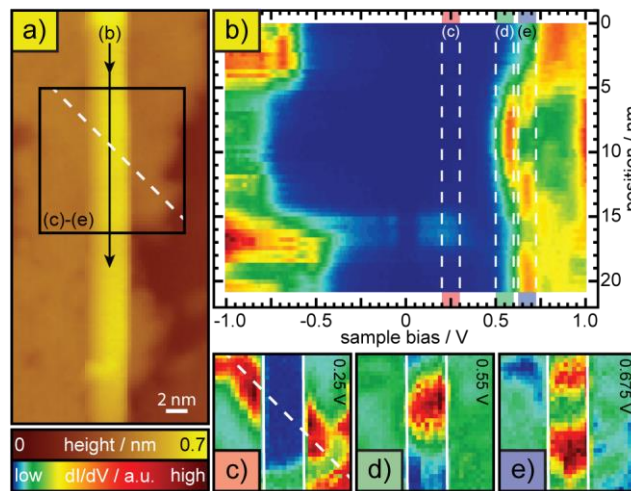 a)
(b)
(c)-(e)
2 nm
0 height / nm 0.7
low dI/dV / a.u. high
b)
(c)
(d)
(e)
0
5
10
15
20
position / nm
-1.0 -0.5 0 0.5 1.0
sample bias / V
c)
0.25 V
d)
0.55 V
e)
0.675 V